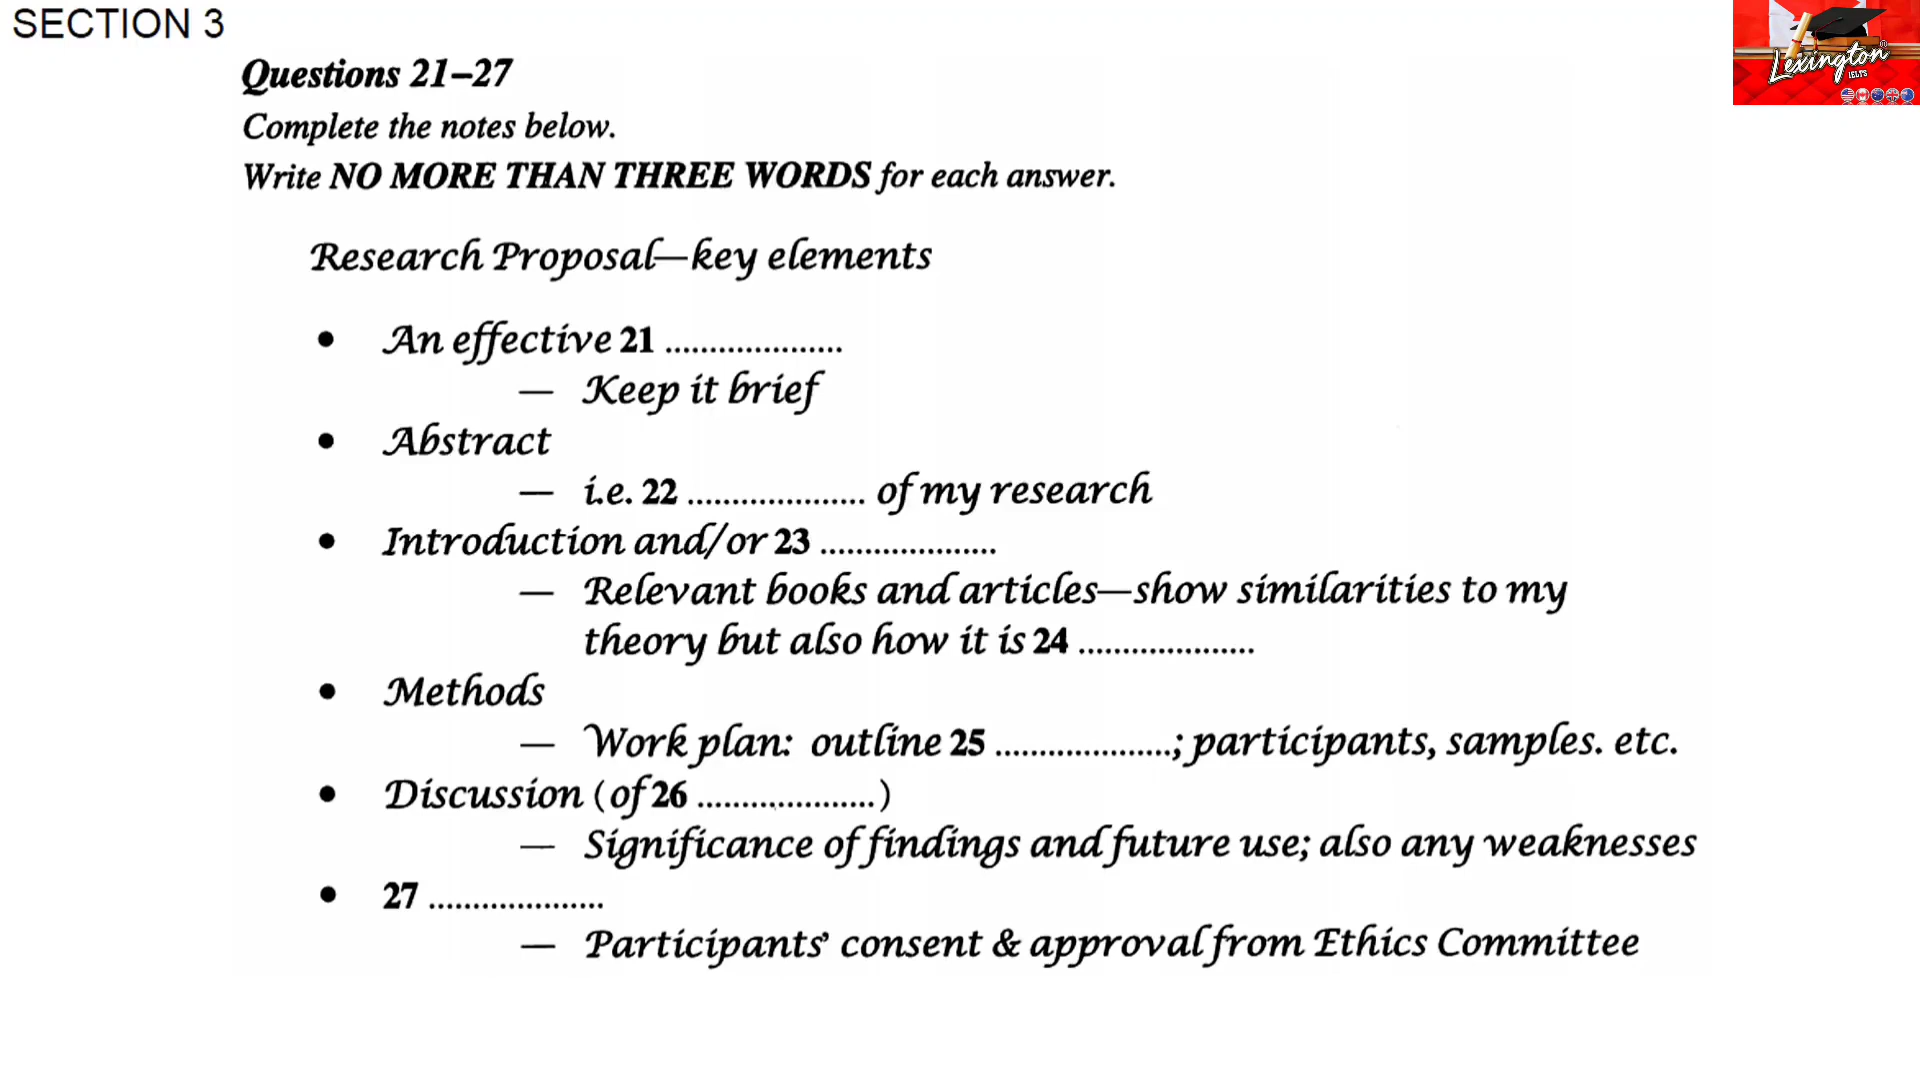 SECTION 3
Lexington®
IELTS
Questions 21–27
Complete the notes below.
Write NO MORE THAN THREE WORDS for each answer.
Research Proposal—key elements
• An effective 21 ....................
— Keep it brief
• Abstract
— i.e. 22 .................... of my research
• Introduction and/or 23 ....................
— Relevant books and articles—show similarities to my
theory but also how it is 24 ....................
• Methods
— Work plan: outline 25 ....................; participants, samples. etc.
• Discussion (of 26 ....................)
— Significance of findings and future use; also any weaknesses
• 27 ....................
— Participants' consent & approval from Ethics Committee